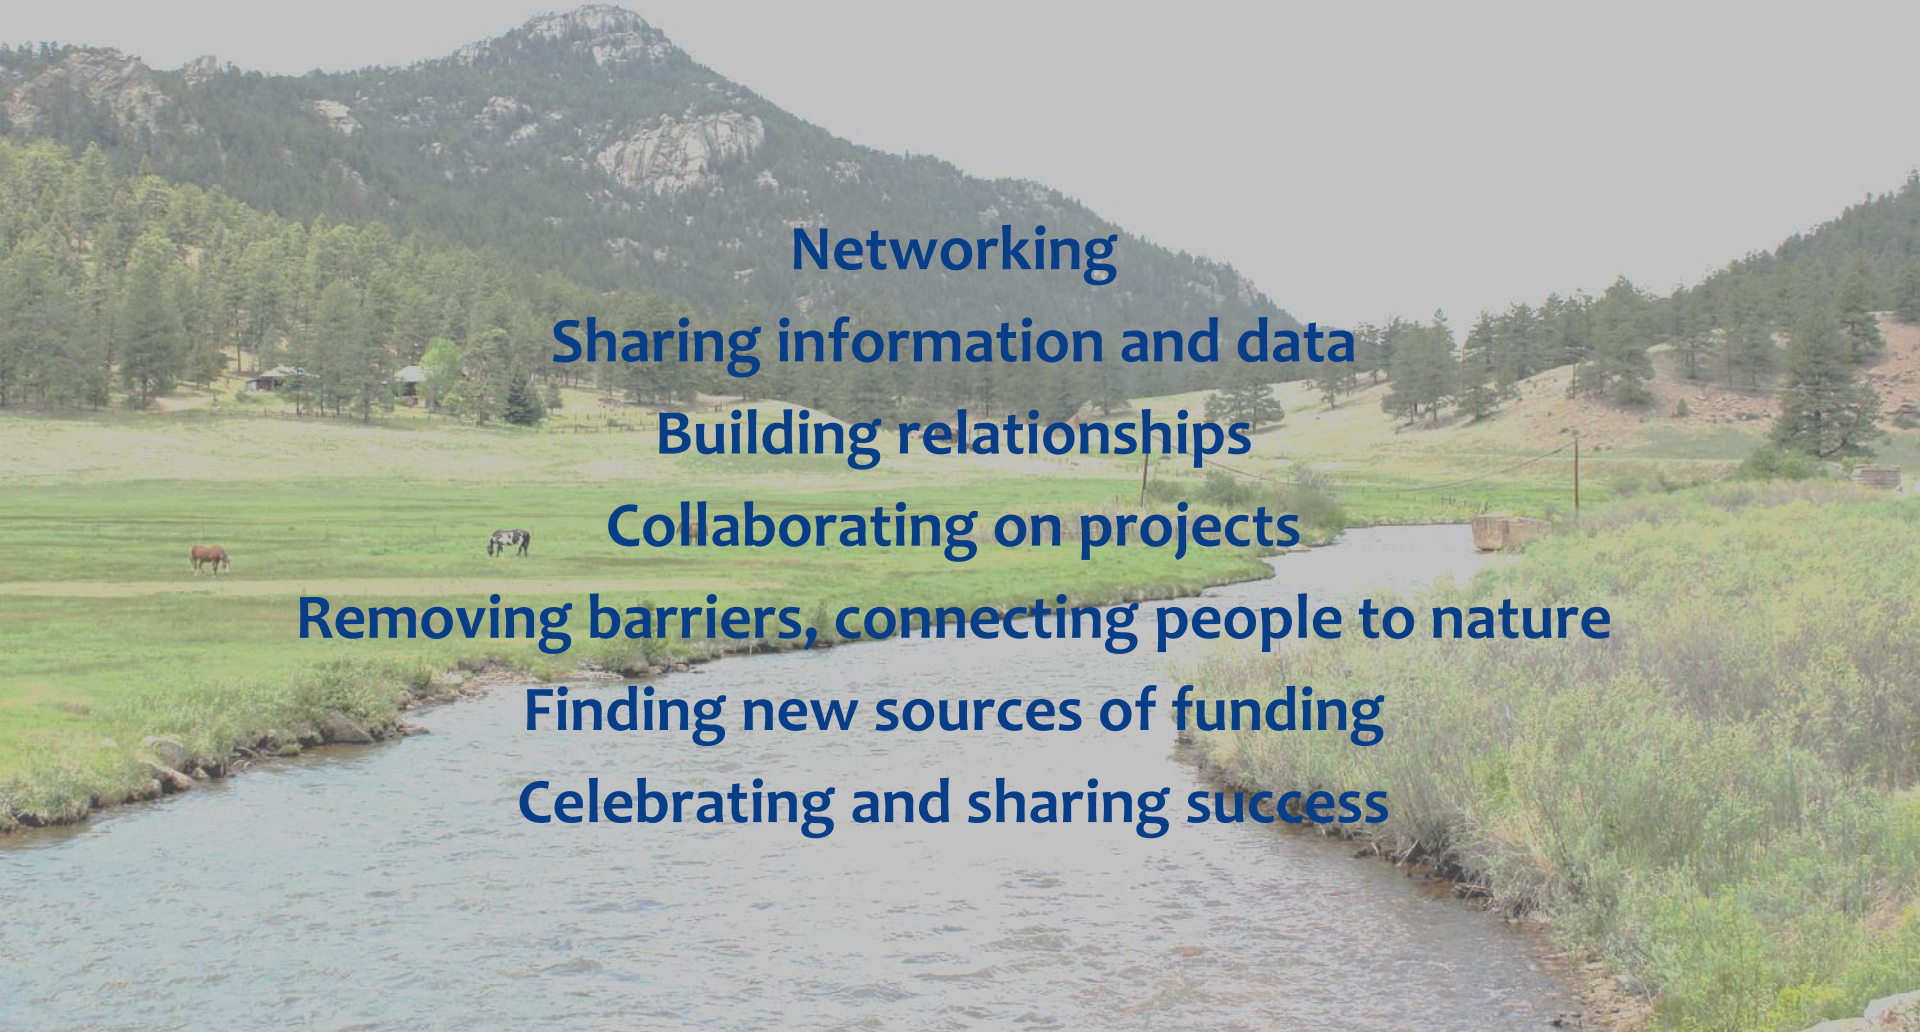 Networking
Sharing information and data
Building relationships
Collaborating on projects
Removing barriers, connecting people to nature
Finding new sources of funding
Celebrating and sharing success